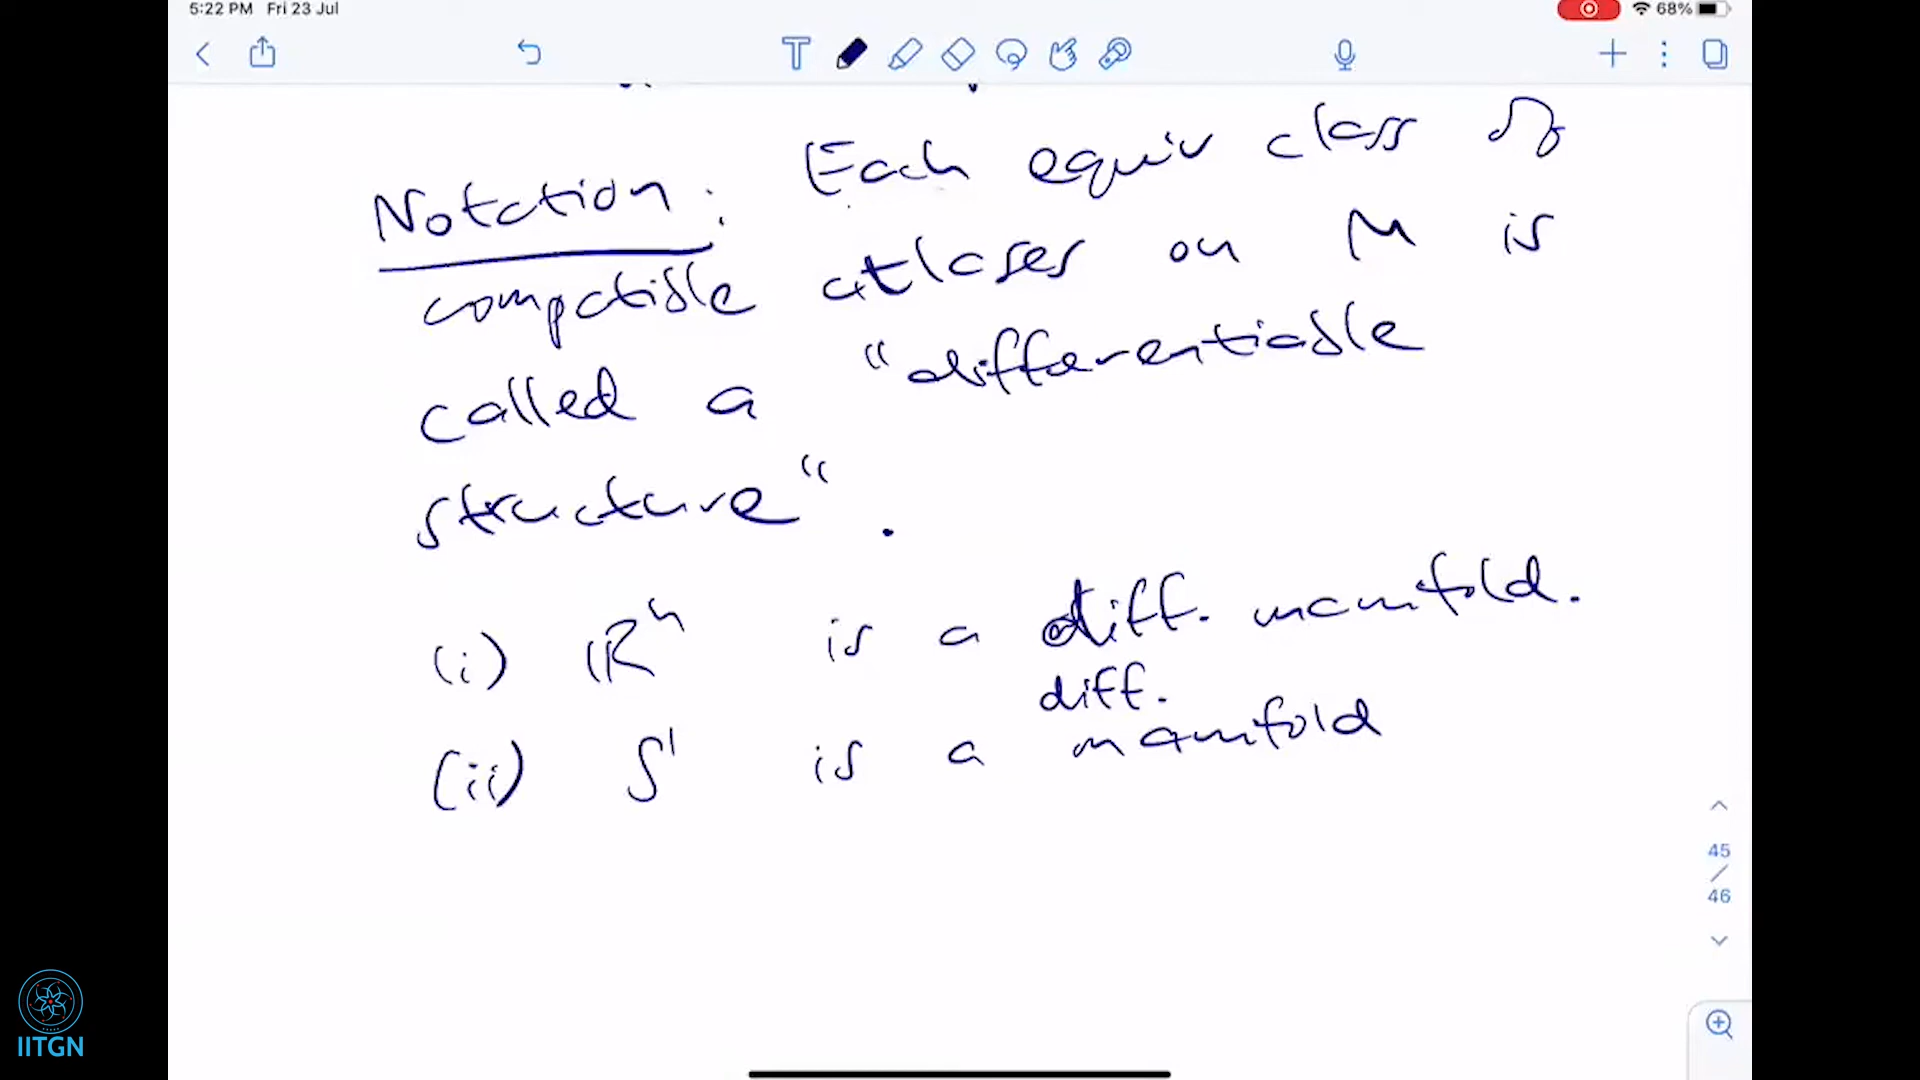 5:22 PM Fri 23 Jul
68%
Notation: Each equiv class of
compatible atlases on M is
called a "differentiable
structure".
(i) ℝⁿ is a diff. manifold.
diff.
(ii) S¹ is a manifold
45
/
46
IITGN